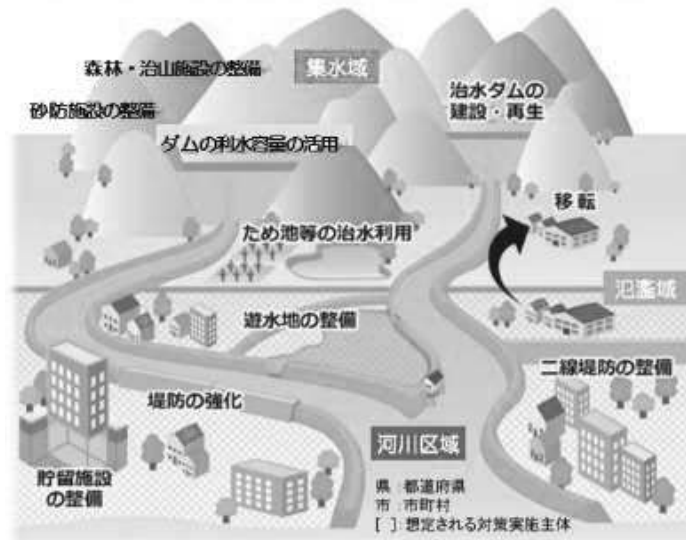 森林・治山施設の整備
集水域
治水ダムの
建設・再生
砂防施設の整備
ダムの利水容量の活用
移転
ため池等の治水利用
氾濫域
遊水地の整備
二線堤防の整備
堤防の強化
河川区域
貯留施設
の整備
県：都道府県
市：市町村
[ ]：想定される対策実施主体